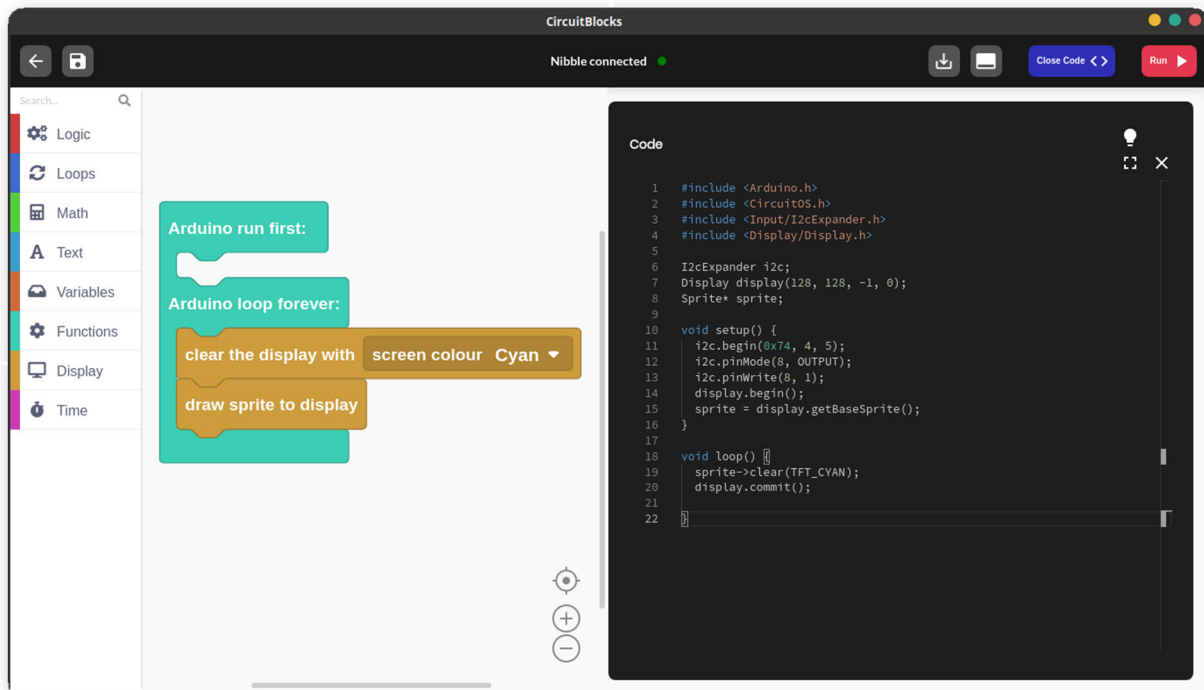 CircuitBlocks
Nibble connected
Close Code < >
Run
Search...
Logic
Loops
Math
Text
Variables
Functions
Display
Time
Arduino run first:
Arduino loop forever:
clear the display with screen colour Cyan
draw sprite to display
Code
1 #include <Arduino.h>
2 #include <CircuitOS.h>
3 #include <Input/I2cExpander.h>
4 #include <Display/Display.h>
5
6 I2cExpander i2c;
7 Display display(128, 128, -1, 0);
8 Sprite* sprite;
9
10 void setup() {
11 i2c.begin(0x74, 4, 5);
12 i2c.pinMode(8, OUTPUT);
13 i2c.pinWrite(8, 1);
14 display.begin();
15 sprite = display.getBaseSprite();
16 }
17
18 void loop() {
19 sprite->clear(TFT_CYAN);
20 display.commit();
21
22 }